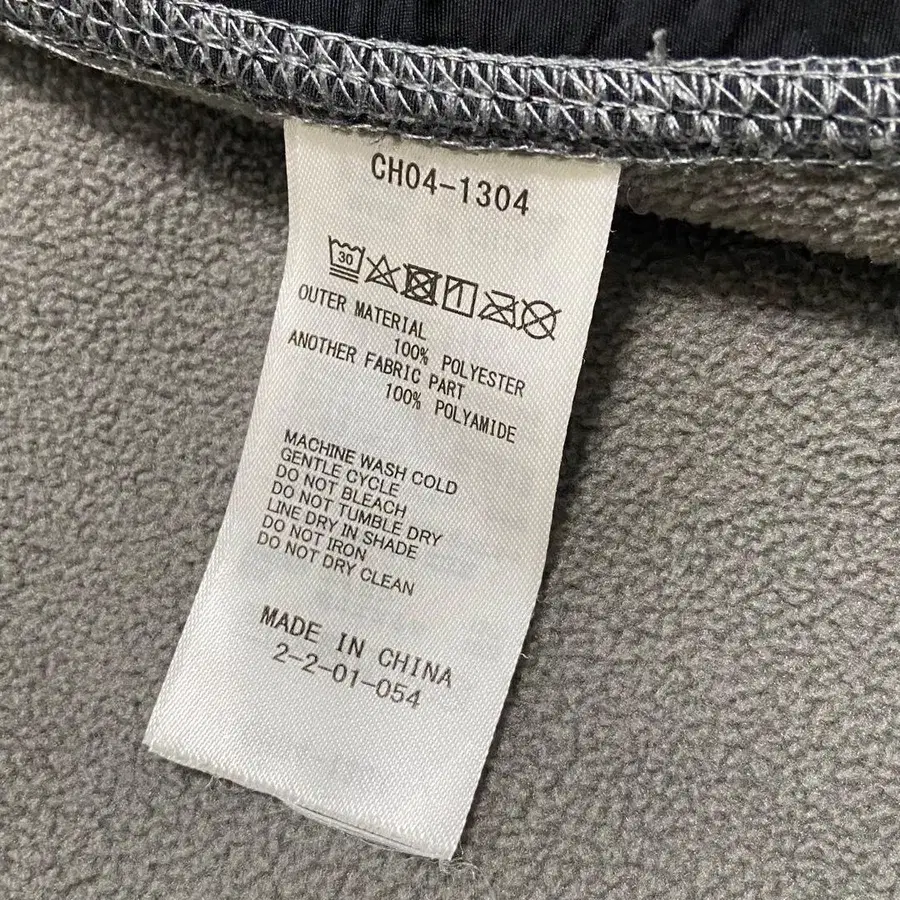 CH04-1304
30
OUTER MATERIAL
100% POLYESTER
ANOTHER FABRIC PART
100% POLYAMIDE
MACHINE WASH COLD
GENTLE CYCLE
DO NOT BLEACH
DO NOT TUMBLE DRY
LINE DRY IN SHADE
DO NOT IRON
DO NOT DRY CLEAN
MADE IN CHINA
2-2-01-054